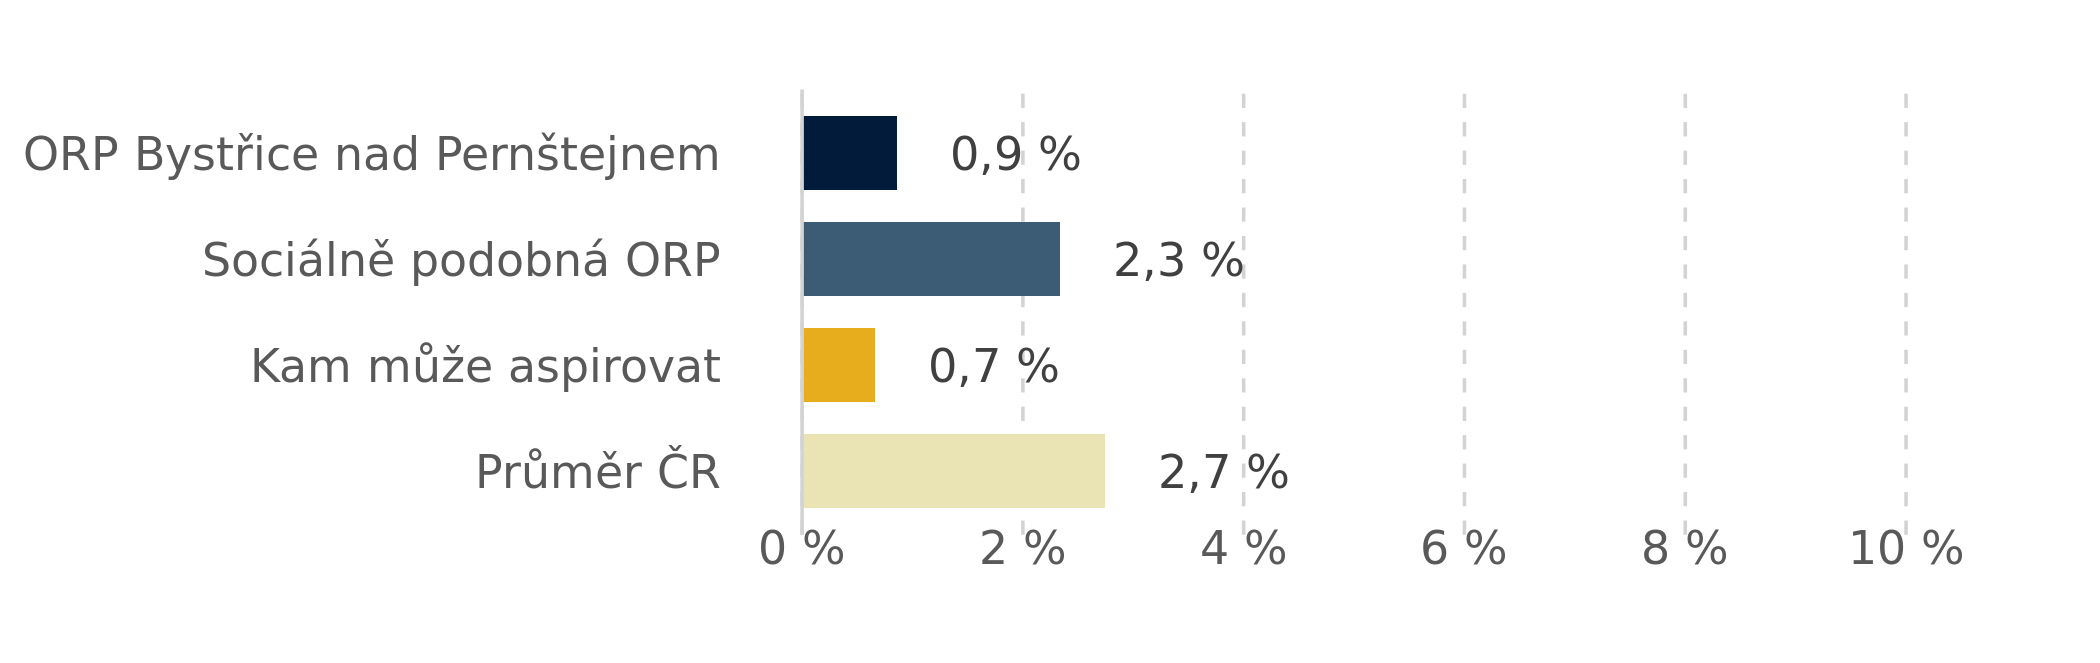 ORP Bystřice nad Pernštejnem 0,9 %
Sociálně podobná ORP 2,3 %
Kam může aspirovat 0,7 %
Průměr ČR 2,7 %
0 % 2 % 4 % 6 % 8 % 10 %